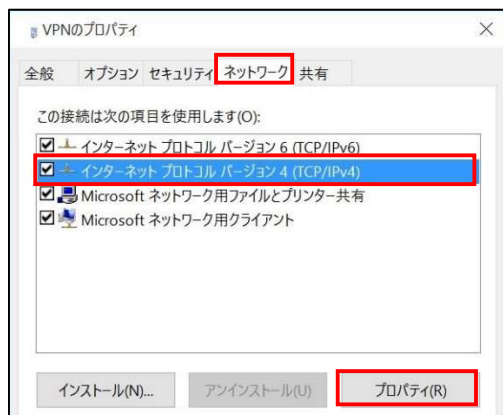 VPNのプロパティ
全般 オプション セキュリティ ネットワーク 共有
この接続は次の項目を使用します(O):
インターネット プロトコル バージョン 6 (TCP/IPv6)
インターネット プロトコル バージョン 4 (TCP/IPv4)
Microsoft ネットワーク用ファイルとプリンター共有
Microsoft ネットワーク用クライアント
インストール(N)... アンインストール(U) プロパティ(R)